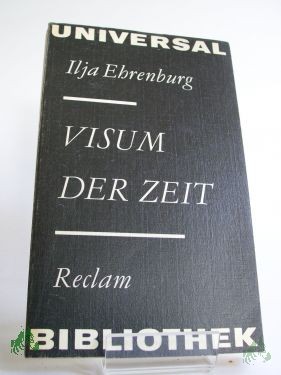 UNIVERSAL
Ilja Ehrenburg
VISUM
DER ZEIT
Reclam
BIBLIOTHEK